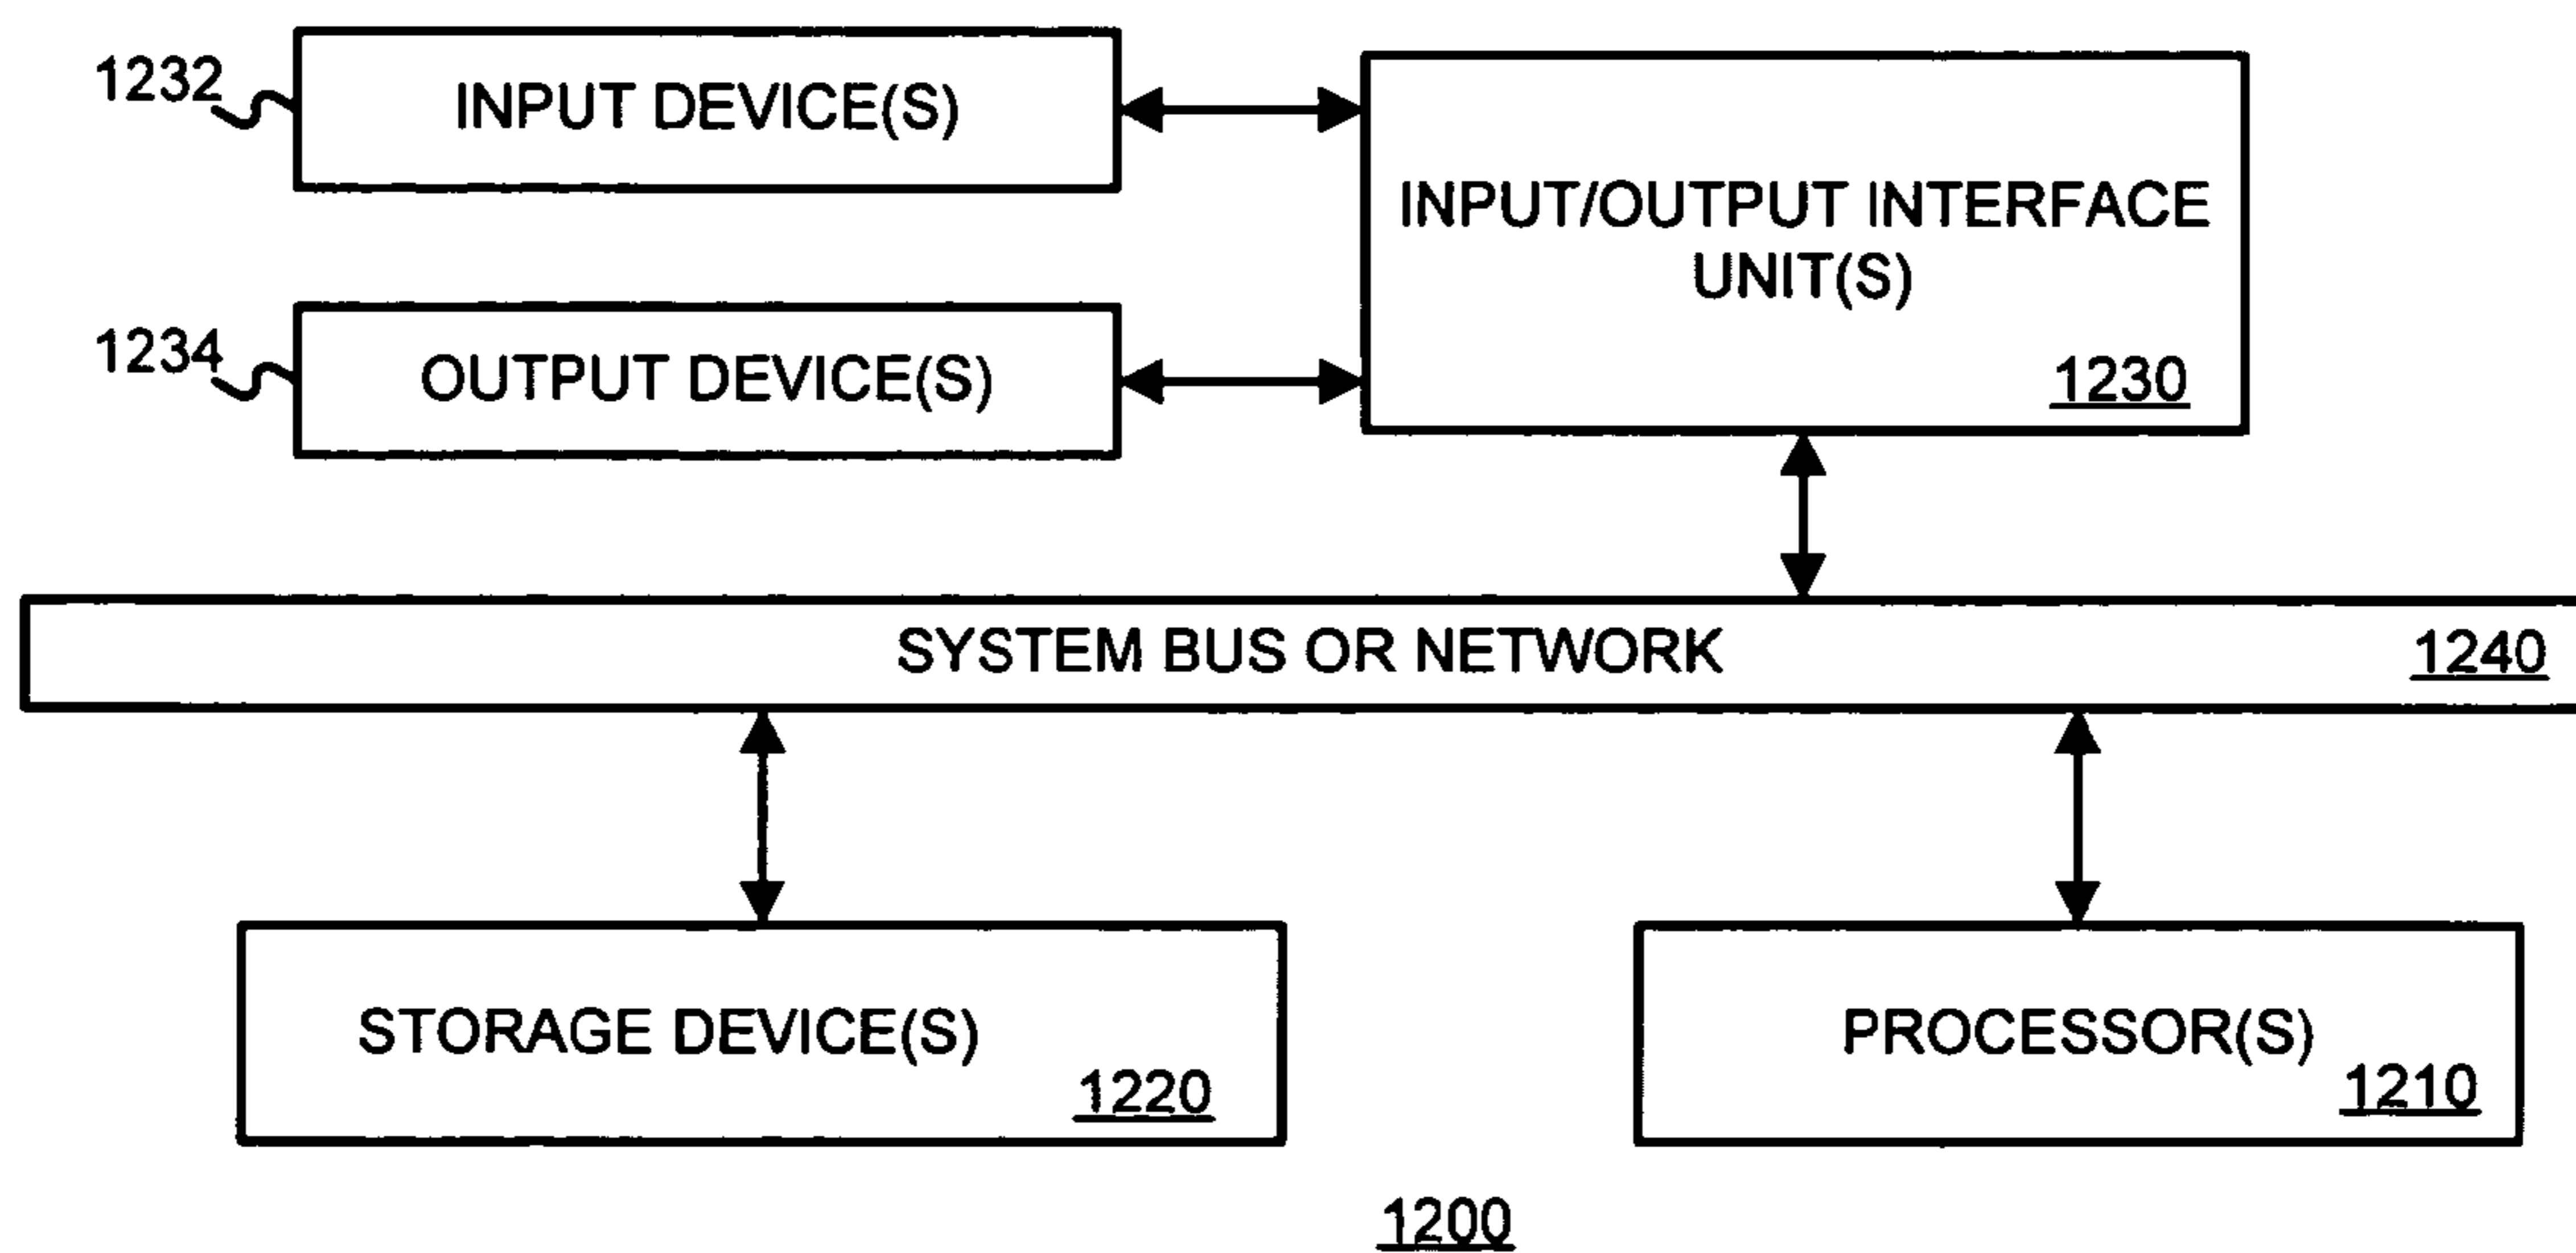 1232
INPUT DEVICE(S)
INPUT/OUTPUT INTERFACE
UNIT(S)
1230
1234
OUTPUT DEVICE(S)
SYSTEM BUS OR NETWORK
1240
STORAGE DEVICE(S)
1220
PROCESSOR(S)
1210
1200